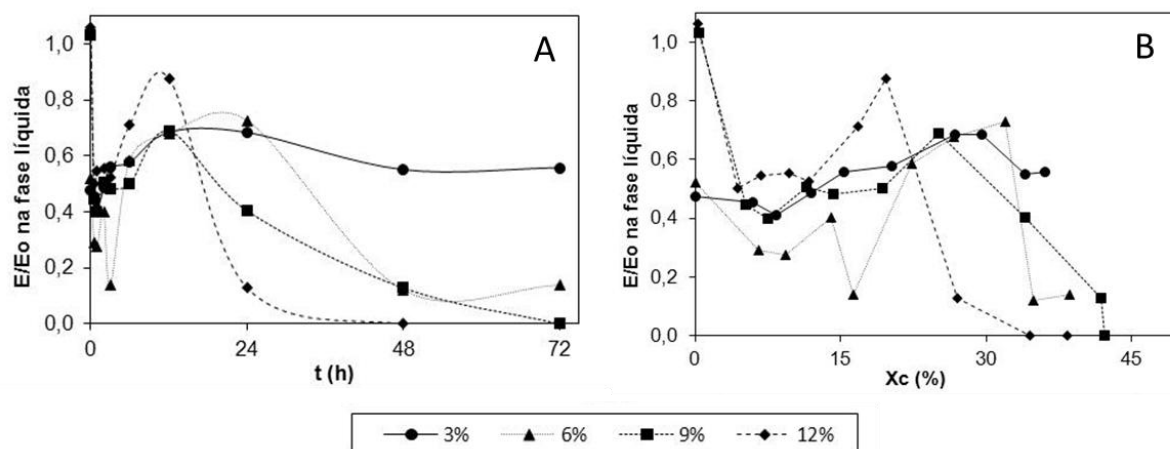 A
E/Eo na fase líquida
1,0
0,8
0,6
0,4
0,2
0,0
0
24
48
72
t (h)
B
E/Eo na fase líquida
1,0
0,8
0,6
0,4
0,2
0,0
0
15
30
45
Xc (%)
3% 6% 9% 12%